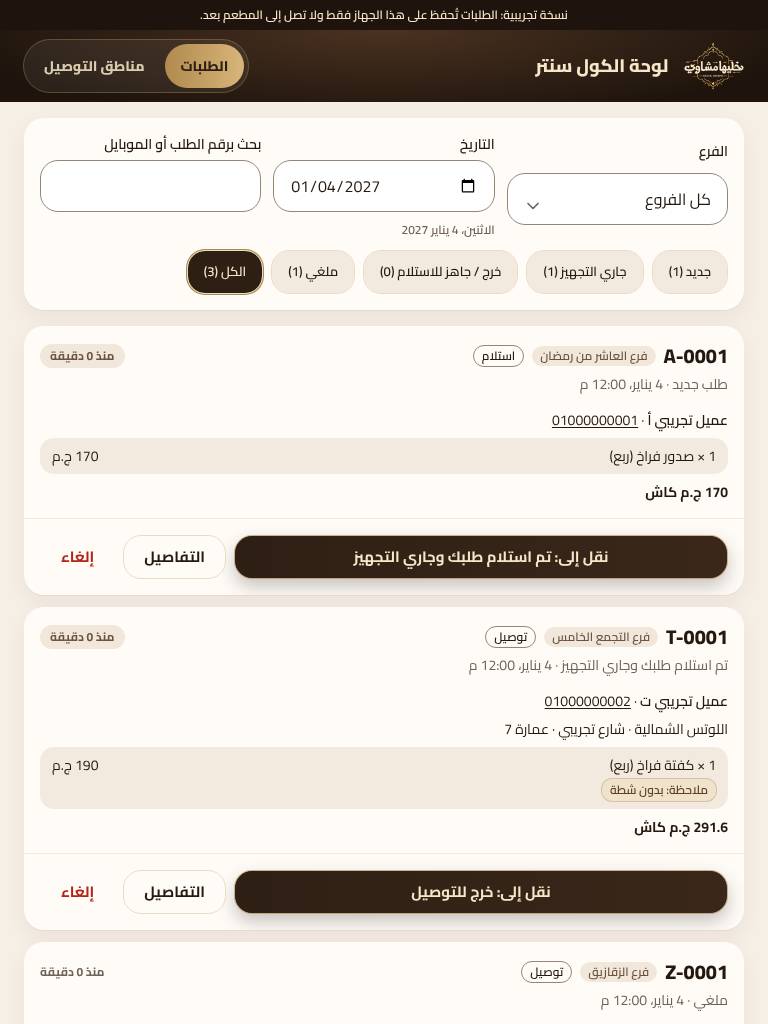 نسخة تجريبية: الطلبات تُحفظ على هذا الجهاز فقط ولا تصل إلى المطعم بعد.
خليهامشاوي
لوحة الكول سنتر
الطلبات
مناطق التوصيل
الفرع
كل الفروع
التاريخ
01/04/2027
الاثنين، 4 يناير 2027
بحث برقم الطلب أو الموبايل
جديد (1)
جاري التجهيز (1)
خرج / جاهز للاستلام (0)
ملغي (1)
الكل (3)
A-0001 فرع العاشر من رمضان استلام منذ 0 دقيقة
طلب جديد · 4 يناير، 12:00 م
عميل تجريبي أ · 01000000001
1 × صدور فراخ (ربع) 170 ج.م
170 ج.م كاش
نقل إلى: تم استلام طلبك وجاري التجهيز
التفاصيل
إلغاء
T-0001 فرع التجمع الخامس توصيل منذ 0 دقيقة
تم استلام طلبك وجاري التجهيز · 4 يناير، 12:00 م
عميل تجريبي ت · 01000000002
اللوتس الشمالية · شارع تجريبي · عمارة 7
1 × كفتة فراخ (ربع) 190 ج.م
ملاحظة: بدون شطة
291.6 ج.م كاش
نقل إلى: خرج للتوصيل
التفاصيل
إلغاء
Z-0001 فرع الزقازيق توصيل منذ 0 دقيقة
ملغي · 4 يناير، 12:00 م